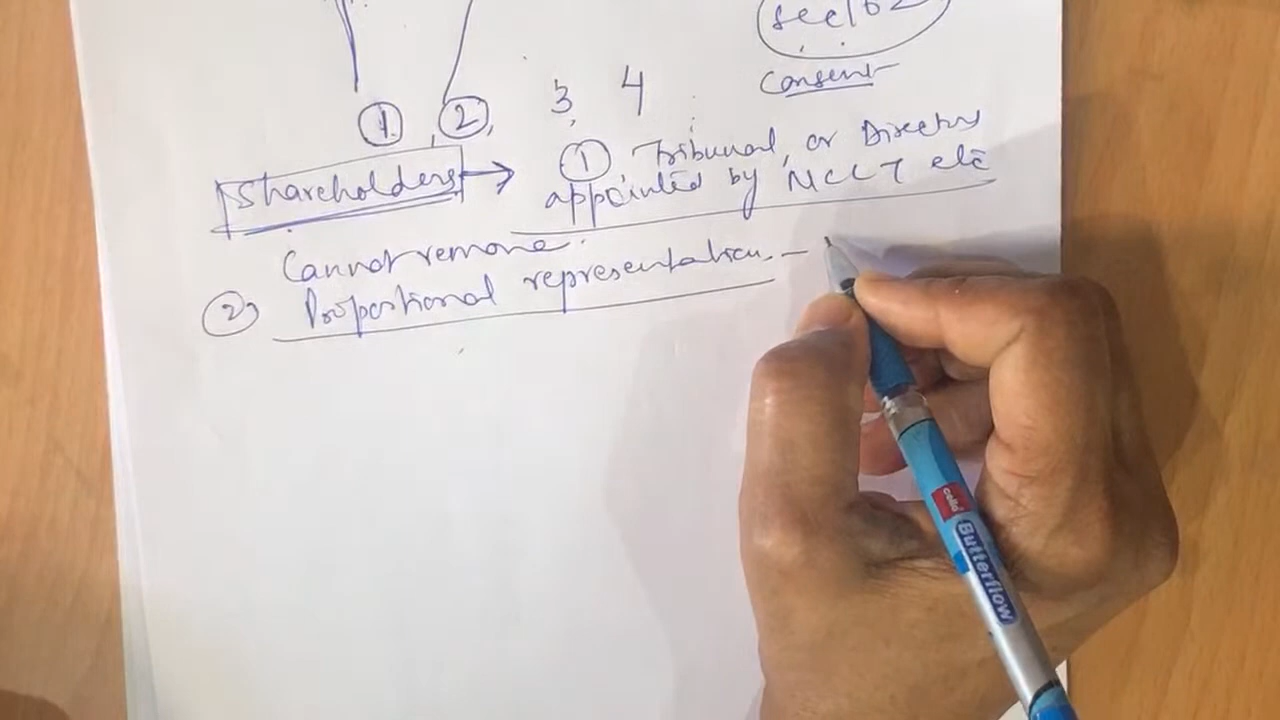 Sec 162
Consent
① ② 3 4
Shareholders → ① Tribunal, or Directors
appointed by NCLT etc
Cannot remove.
② Proportional representation. -
cello
Butterflow